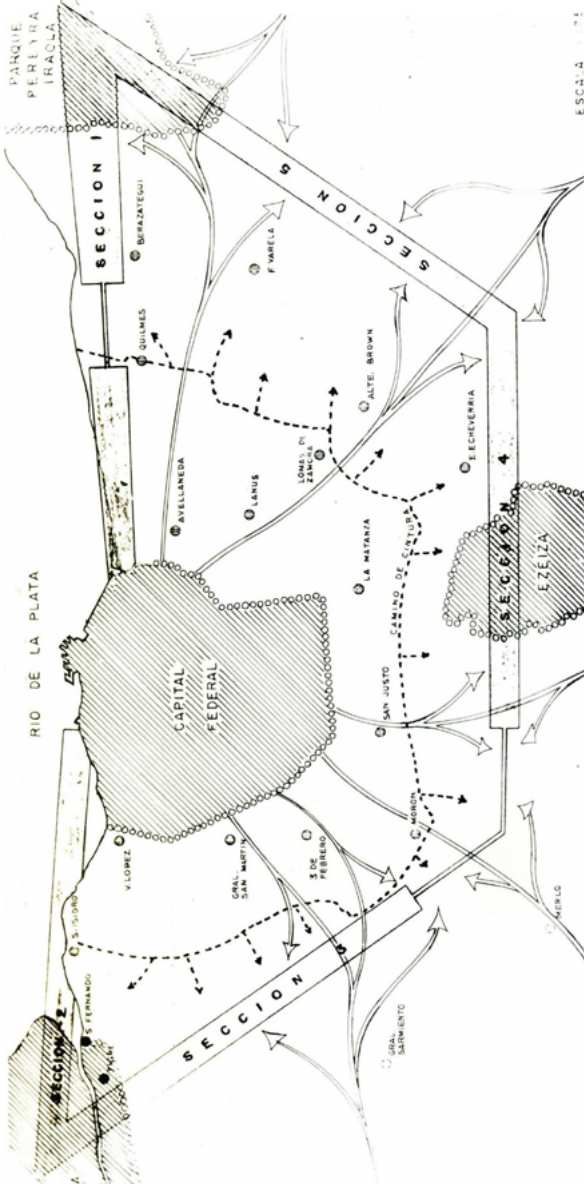 PARQUE
PEREYRA
IRAOLA
RIO DE LA PLATA
SECCION 1
BERAZATEGUI
QUILMES
F. VARELA
SECCION 5
AVELLANEDA
LANUS
LOMAS DE
ZAMORA
ALTE. BROWN
E. ECHEVERRIA
CAPITAL
FEDERAL
LA MATANZA
CAMINO DE CINTURA
SECCION 4
EZEIZA
SAN JUSTO
MORON
V. LOPEZ
GRAL.
SAN MARTIN
3 DE
FEBRERO
S. ISIDRO
S. FERNANDO
SECCION 2
TIGRE
SECCION 3
GRAL.
SARMIENTO
MERLO
ESCALA